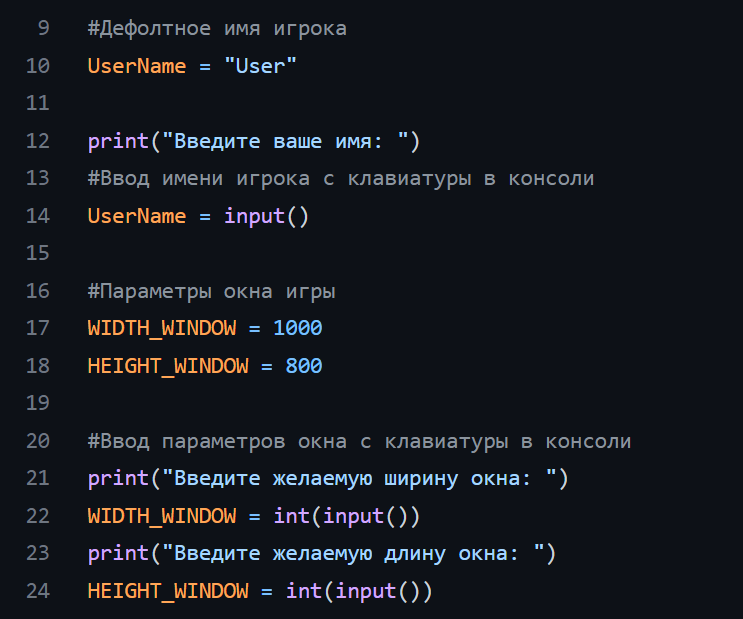 9 #Дефолтное имя игрока
10 UserName = "User"
11
12 print("Введите ваше имя: ")
13 #Ввод имени игрока с клавиатуры в консоли
14 UserName = input()
15
16 #Параметры окна игры
17 WIDTH_WINDOW = 1000
18 HEIGHT_WINDOW = 800
19
20 #Ввод параметров окна с клавиатуры в консоли
21 print("Введите желаемую ширину окна: ")
22 WIDTH_WINDOW = int(input())
23 print("Введите желаемую длину окна: ")
24 HEIGHT_WINDOW = int(input())